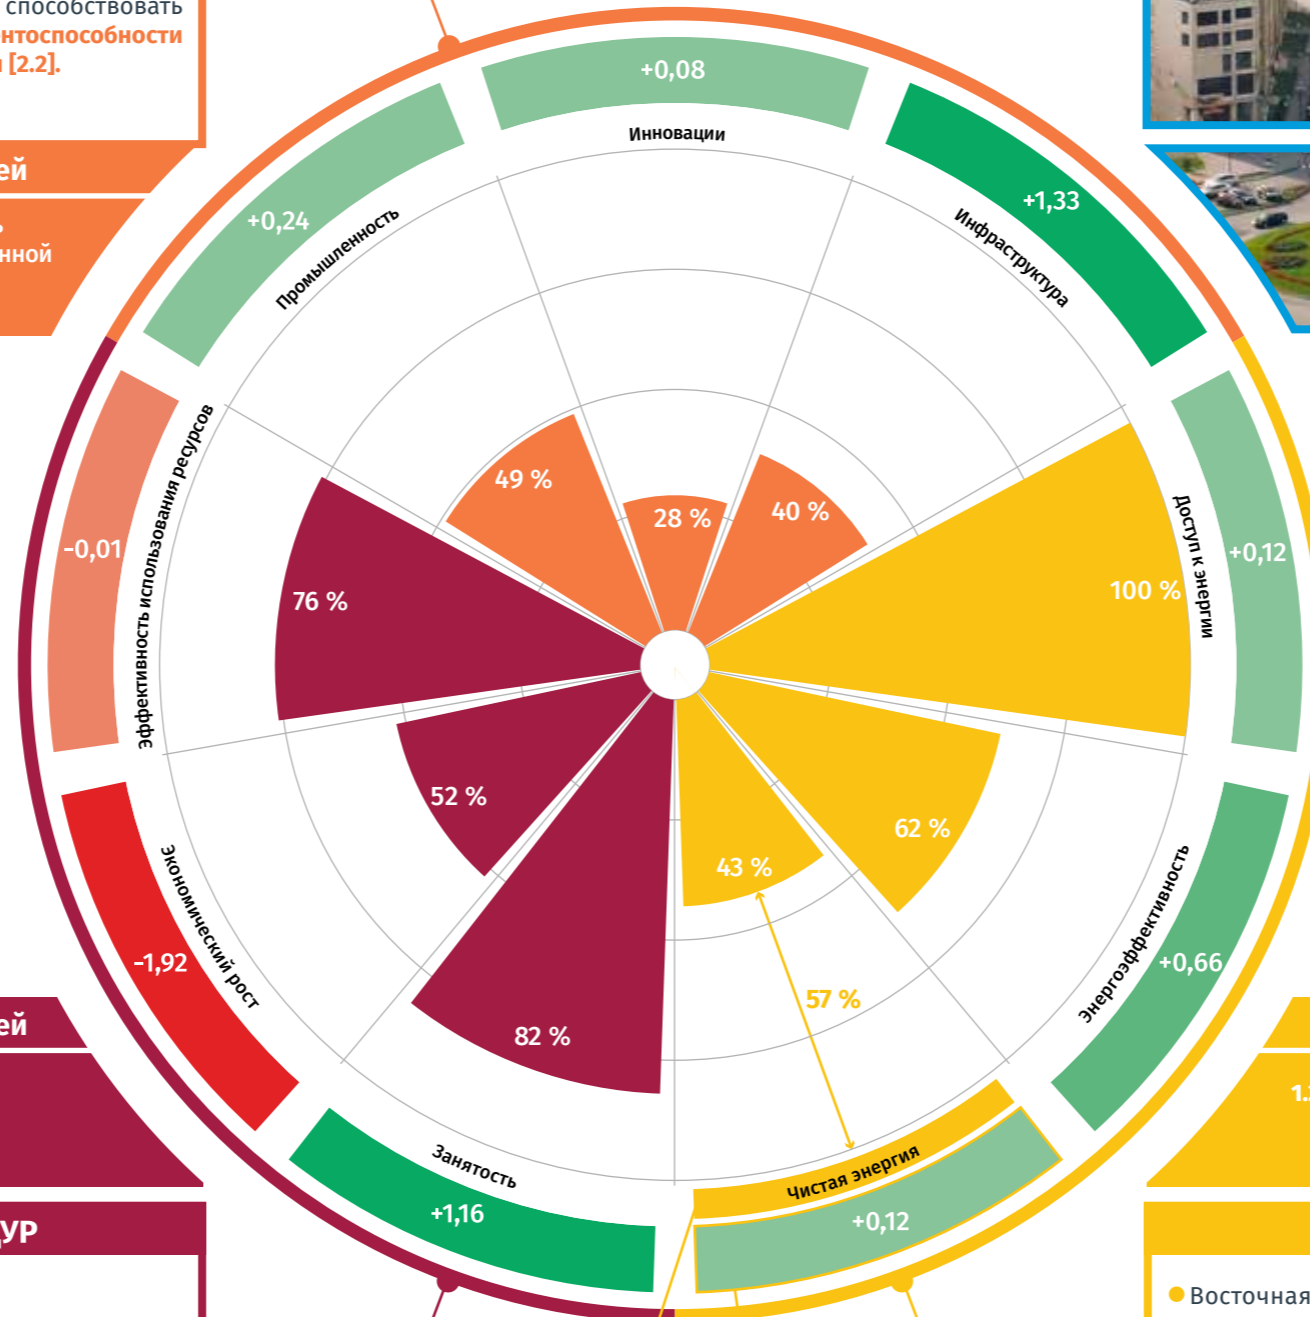 способствовать
нтоспособности
[2.2].
ей
нной
+0,08
Инновации
+1,33
Инфраструктура
+0,24
Промышленность
-0,01
Эффективность использования ресурсов
49 %
28 %
40 %
76 %
100 %
Доступ к энергии
+0,12
52 %
43 %
62 %
Экономический рост
-1,92
Энергоэффективность
+0,66
57 %
82 %
ей
1.
Занятость
+1,16
Чистая энергия
+0,12
УР
Восточная